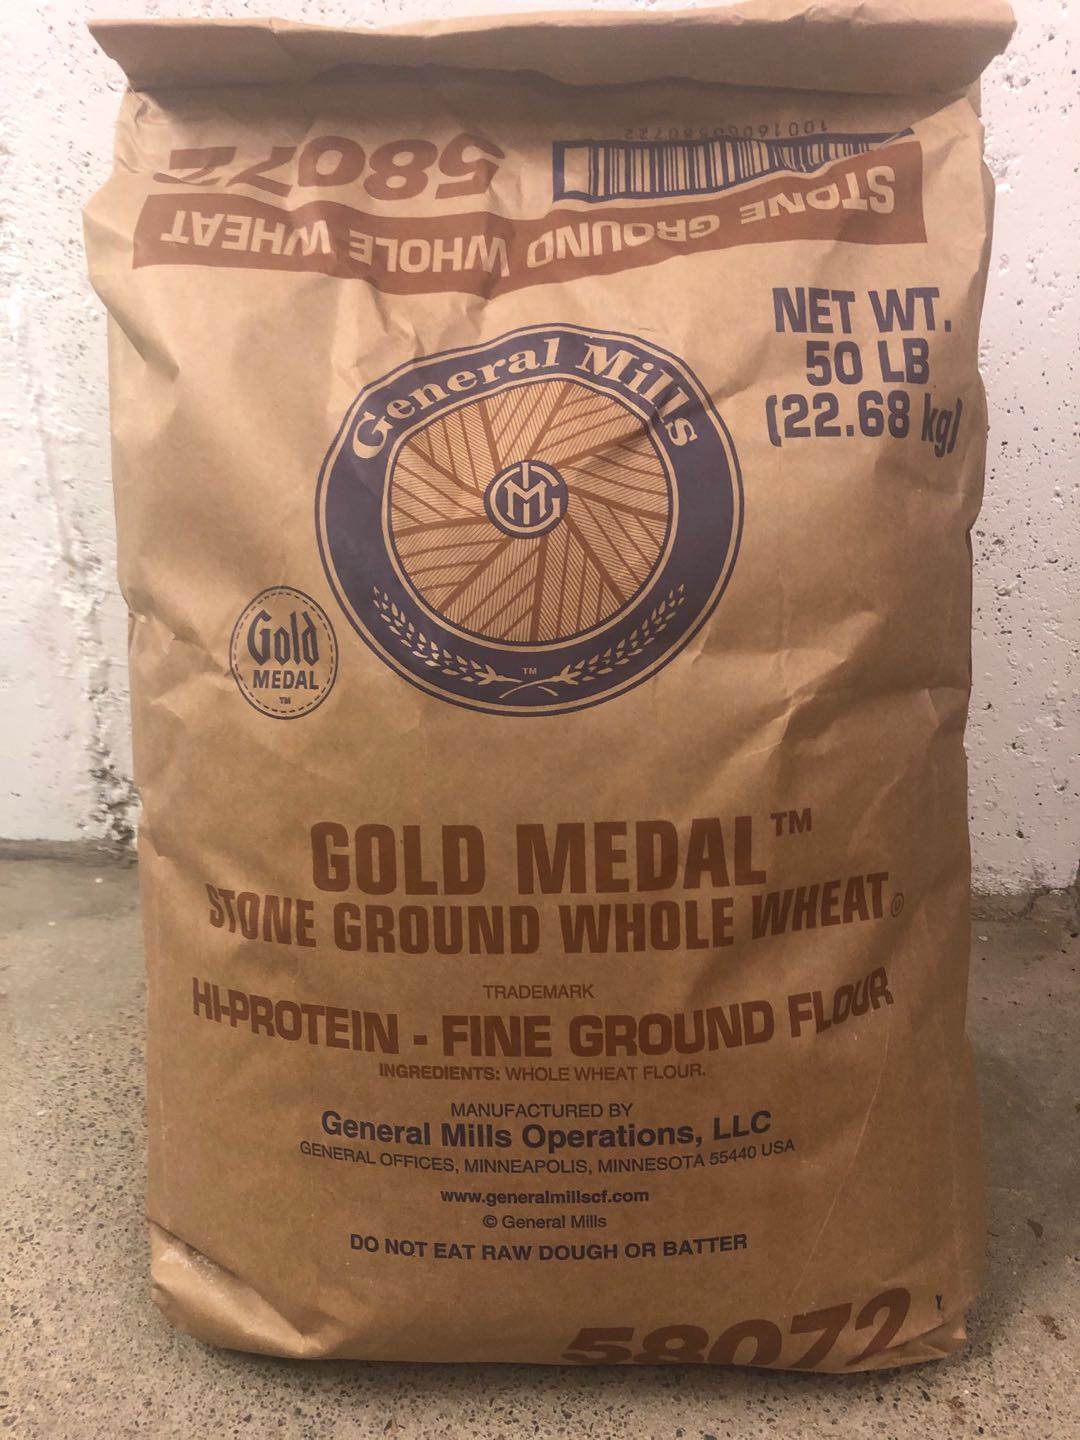 58072
10016000580722
STONE GROUND WHOLE WHEAT
NET WT.
50 LB
(22.68 kg)
General Mills
GM
TM
Gold
MEDAL
TM
GOLD MEDAL™
STONE GROUND WHOLE WHEAT Ⓤ
TRADEMARK
HI-PROTEIN - FINE GROUND FLOUR
INGREDIENTS: WHOLE WHEAT FLOUR.
MANUFACTURED BY
General Mills Operations, LLC
GENERAL OFFICES, MINNEAPOLIS, MINNESOTA 55440 USA
www.generalmillscf.com
© General Mills
DO NOT EAT RAW DOUGH OR BATTER
58072
Y